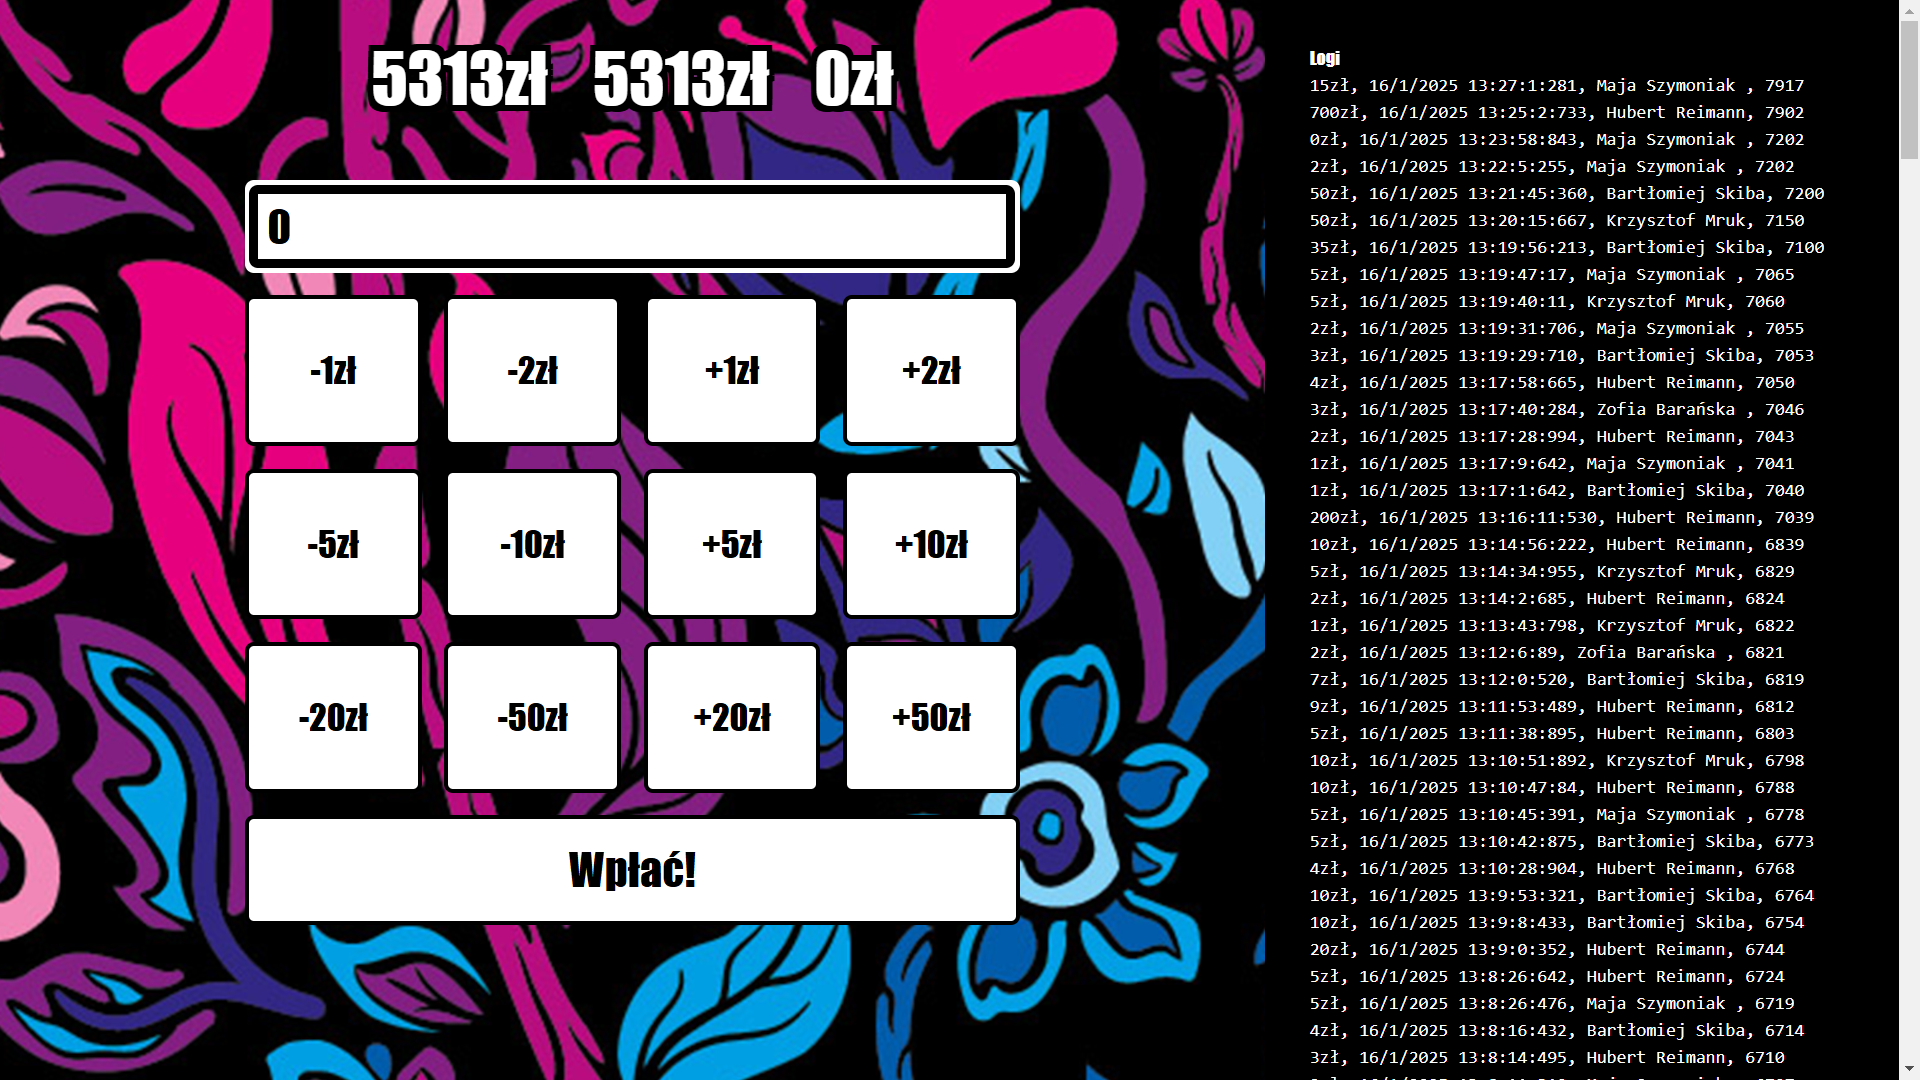 5313zł 5313zł 0zł
0
-1zł -2zł +1zł +2zł
-5zł -10zł +5zł +10zł
-20zł -50zł +20zł +50zł
Wpłać!
Logi
15zł, 16/1/2025 13:27:1:281, Maja Szymoniak , 7917
700zł, 16/1/2025 13:25:2:733, Hubert Reimann, 7902
0zł, 16/1/2025 13:23:58:843, Maja Szymoniak , 7202
2zł, 16/1/2025 13:22:5:255, Maja Szymoniak , 7202
50zł, 16/1/2025 13:21:45:360, Bartłomiej Skiba, 7200
50zł, 16/1/2025 13:20:15:667, Krzysztof Mruk, 7150
35zł, 16/1/2025 13:19:56:213, Bartłomiej Skiba, 7100
5zł, 16/1/2025 13:19:47:17, Maja Szymoniak , 7065
5zł, 16/1/2025 13:19:40:11, Krzysztof Mruk, 7060
2zł, 16/1/2025 13:19:31:706, Maja Szymoniak , 7055
3zł, 16/1/2025 13:19:29:710, Bartłomiej Skiba, 7053
4zł, 16/1/2025 13:17:58:665, Hubert Reimann, 7050
3zł, 16/1/2025 13:17:40:284, Zofia Barańska , 7046
2zł, 16/1/2025 13:17:28:994, Hubert Reimann, 7043
1zł, 16/1/2025 13:17:9:642, Maja Szymoniak , 7041
1zł, 16/1/2025 13:17:1:642, Bartłomiej Skiba, 7040
200zł, 16/1/2025 13:16:11:530, Hubert Reimann, 7039
10zł, 16/1/2025 13:14:56:222, Hubert Reimann, 6839
5zł, 16/1/2025 13:14:34:955, Krzysztof Mruk, 6829
2zł, 16/1/2025 13:14:2:685, Hubert Reimann, 6824
1zł, 16/1/2025 13:13:43:798, Krzysztof Mruk, 6822
2zł, 16/1/2025 13:12:6:89, Zofia Barańska , 6821
7zł, 16/1/2025 13:12:0:520, Bartłomiej Skiba, 6819
9zł, 16/1/2025 13:11:53:489, Hubert Reimann, 6812
5zł, 16/1/2025 13:11:38:895, Hubert Reimann, 6803
10zł, 16/1/2025 13:10:51:892, Krzysztof Mruk, 6798
10zł, 16/1/2025 13:10:47:84, Hubert Reimann, 6788
5zł, 16/1/2025 13:10:45:391, Maja Szymoniak , 6778
5zł, 16/1/2025 13:10:42:875, Bartłomiej Skiba, 6773
4zł, 16/1/2025 13:10:28:904, Hubert Reimann, 6768
10zł, 16/1/2025 13:9:53:321, Bartłomiej Skiba, 6764
10zł, 16/1/2025 13:9:8:433, Bartłomiej Skiba, 6754
20zł, 16/1/2025 13:9:0:352, Hubert Reimann, 6744
5zł, 16/1/2025 13:8:26:642, Hubert Reimann, 6724
5zł, 16/1/2025 13:8:26:476, Maja Szymoniak , 6719
4zł, 16/1/2025 13:8:16:432, Bartłomiej Skiba, 6714
3zł, 16/1/2025 13:8:14:495, Hubert Reimann, 6710